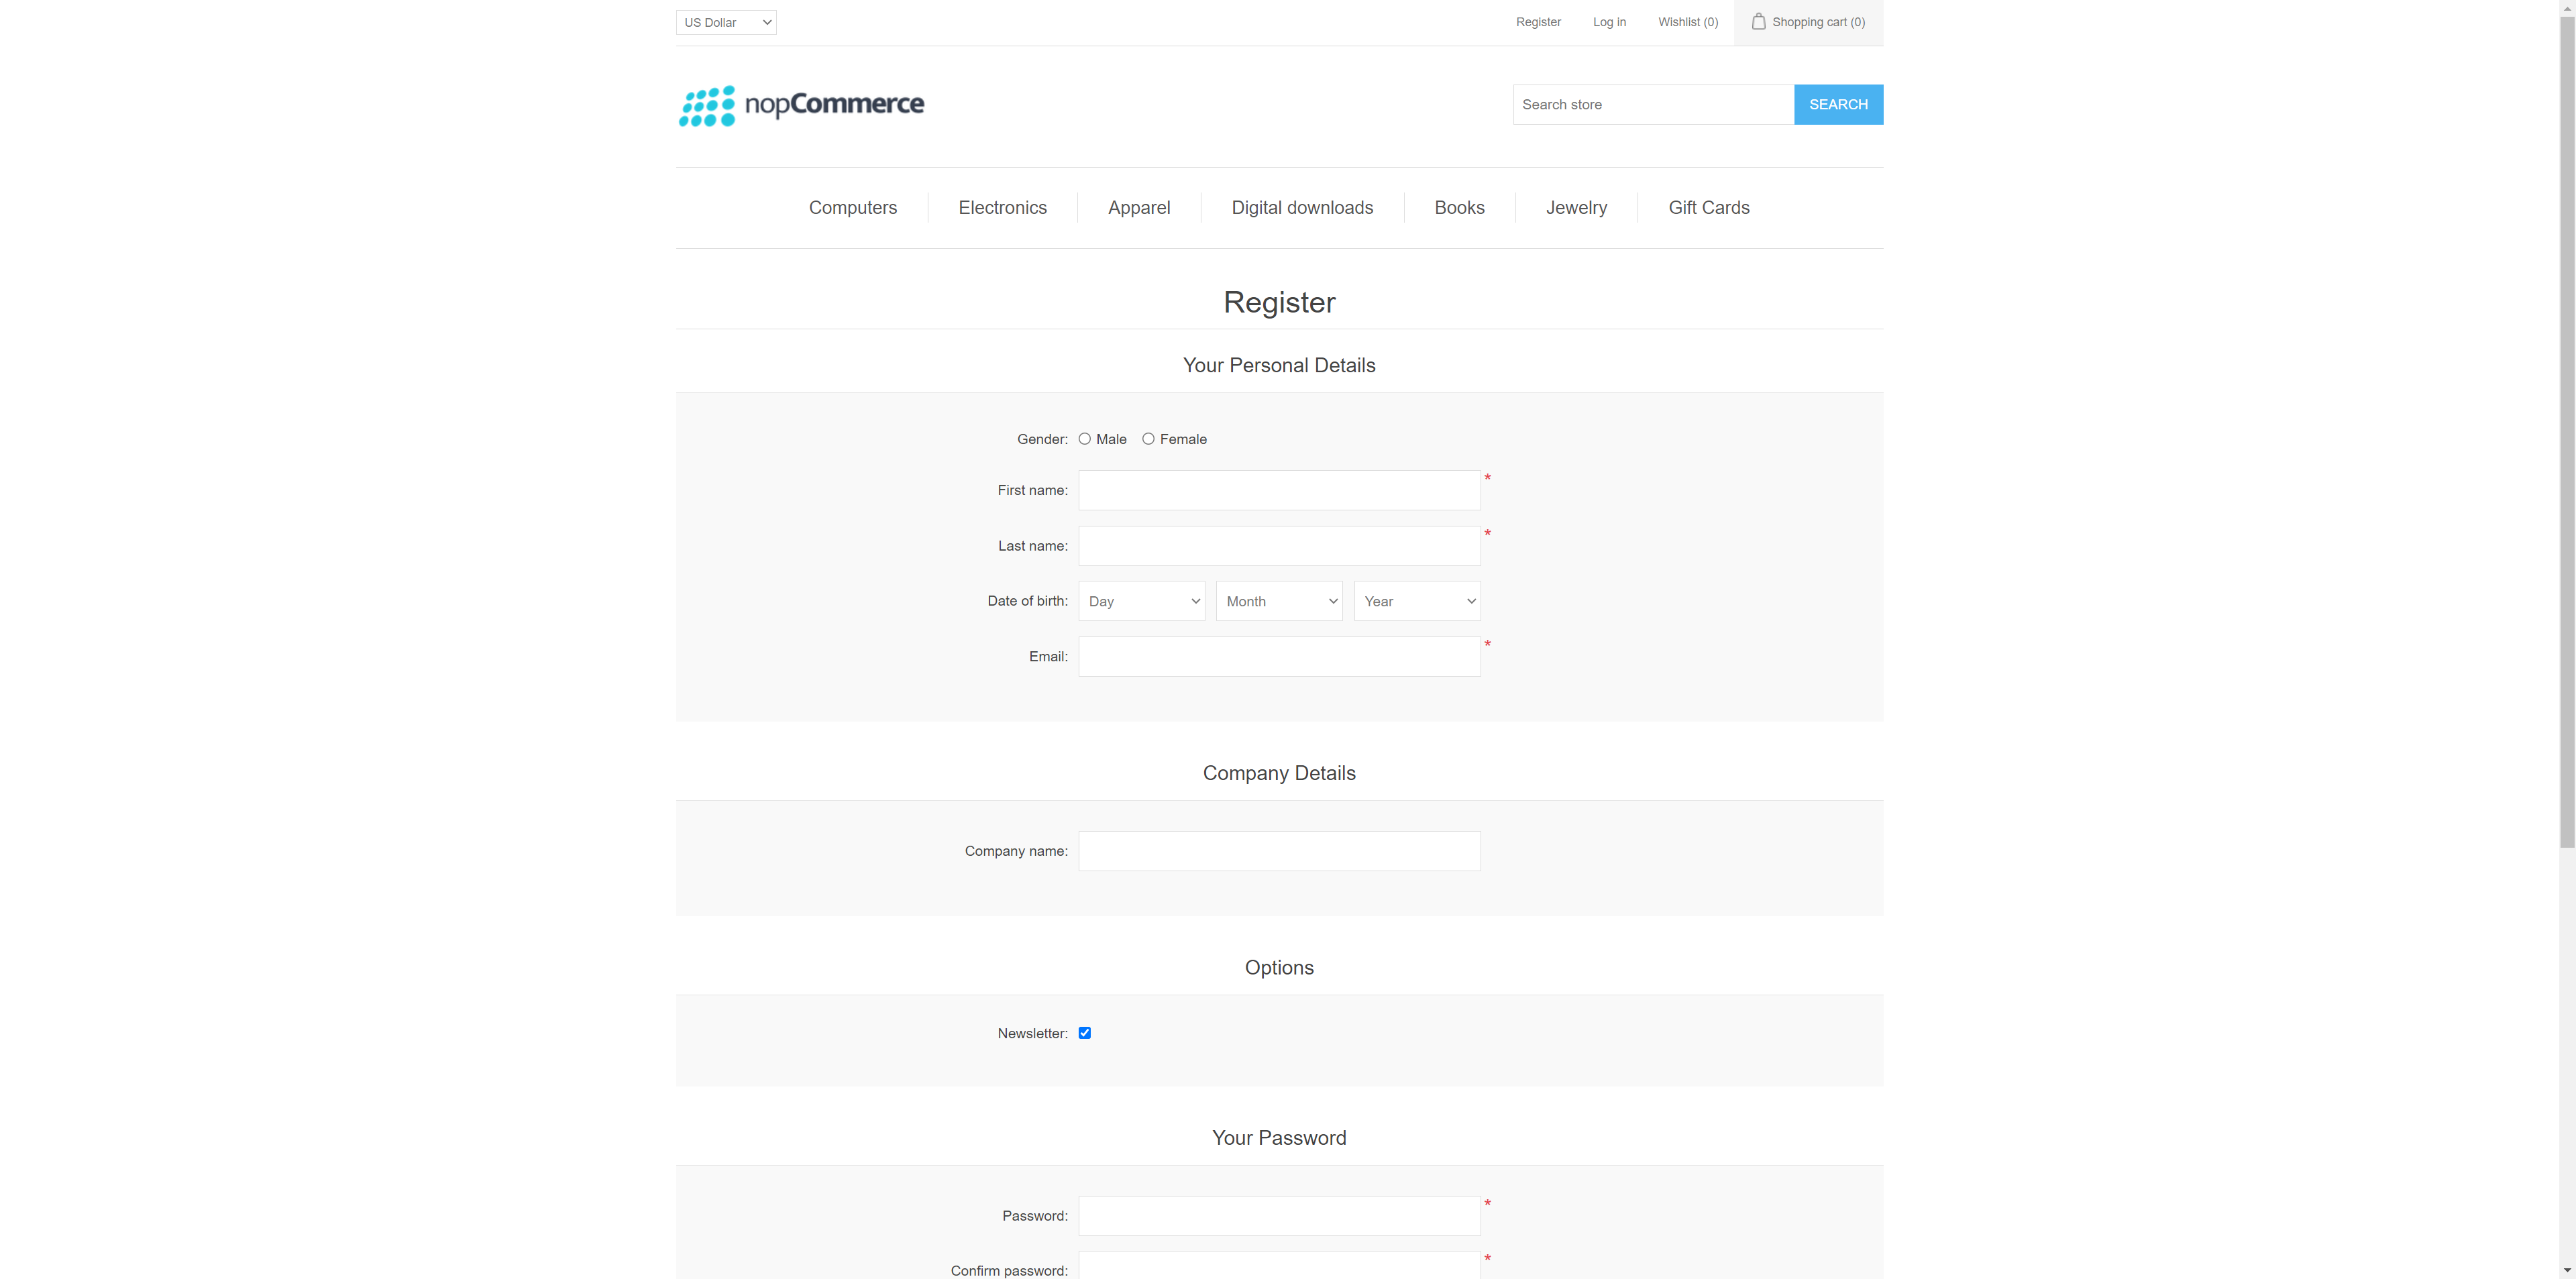 US Dollar Register Log in Wishlist (0) Shopping cart (0)
nopCommerce Search store SEARCH
Computers Electronics Apparel Digital downloads Books Jewelry Gift Cards
Register
Your Personal Details
Gender: Male Female
First name: *
Last name: *
Date of birth: Day Month Year
Email: *
Company Details
Company name:
Options
Newsletter:
Your Password
Password: *
Confirm password: *